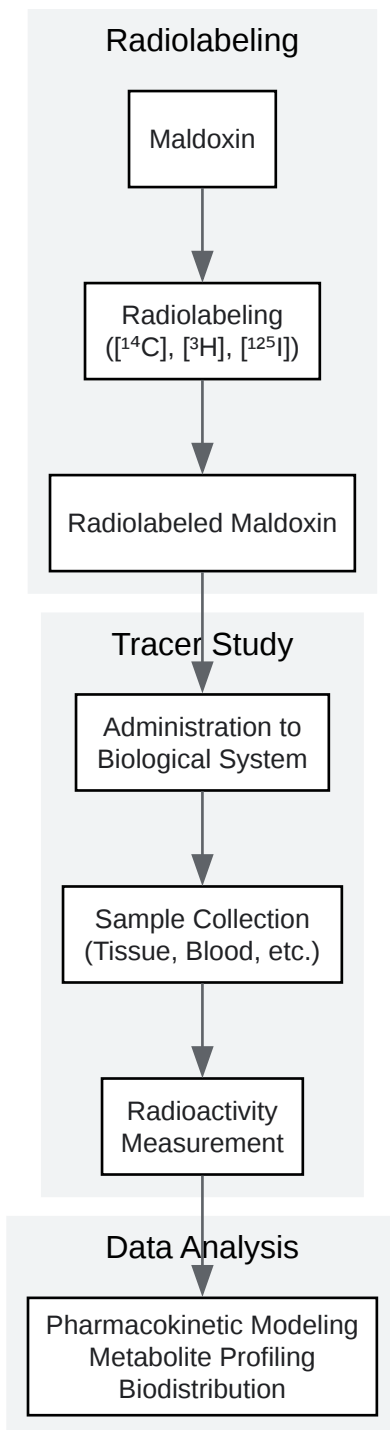 Radiolabeling
Maldoxin
Radiolabeling
([¹⁴C], [³H], [¹²⁵I])
Radiolabeled Maldoxin
Tracer Study
Administration to
Biological System
Sample Collection
(Tissue, Blood, etc.)
Radioactivity
Measurement
Data Analysis
Pharmacokinetic Modeling
Metabolite Profiling
Biodistribution